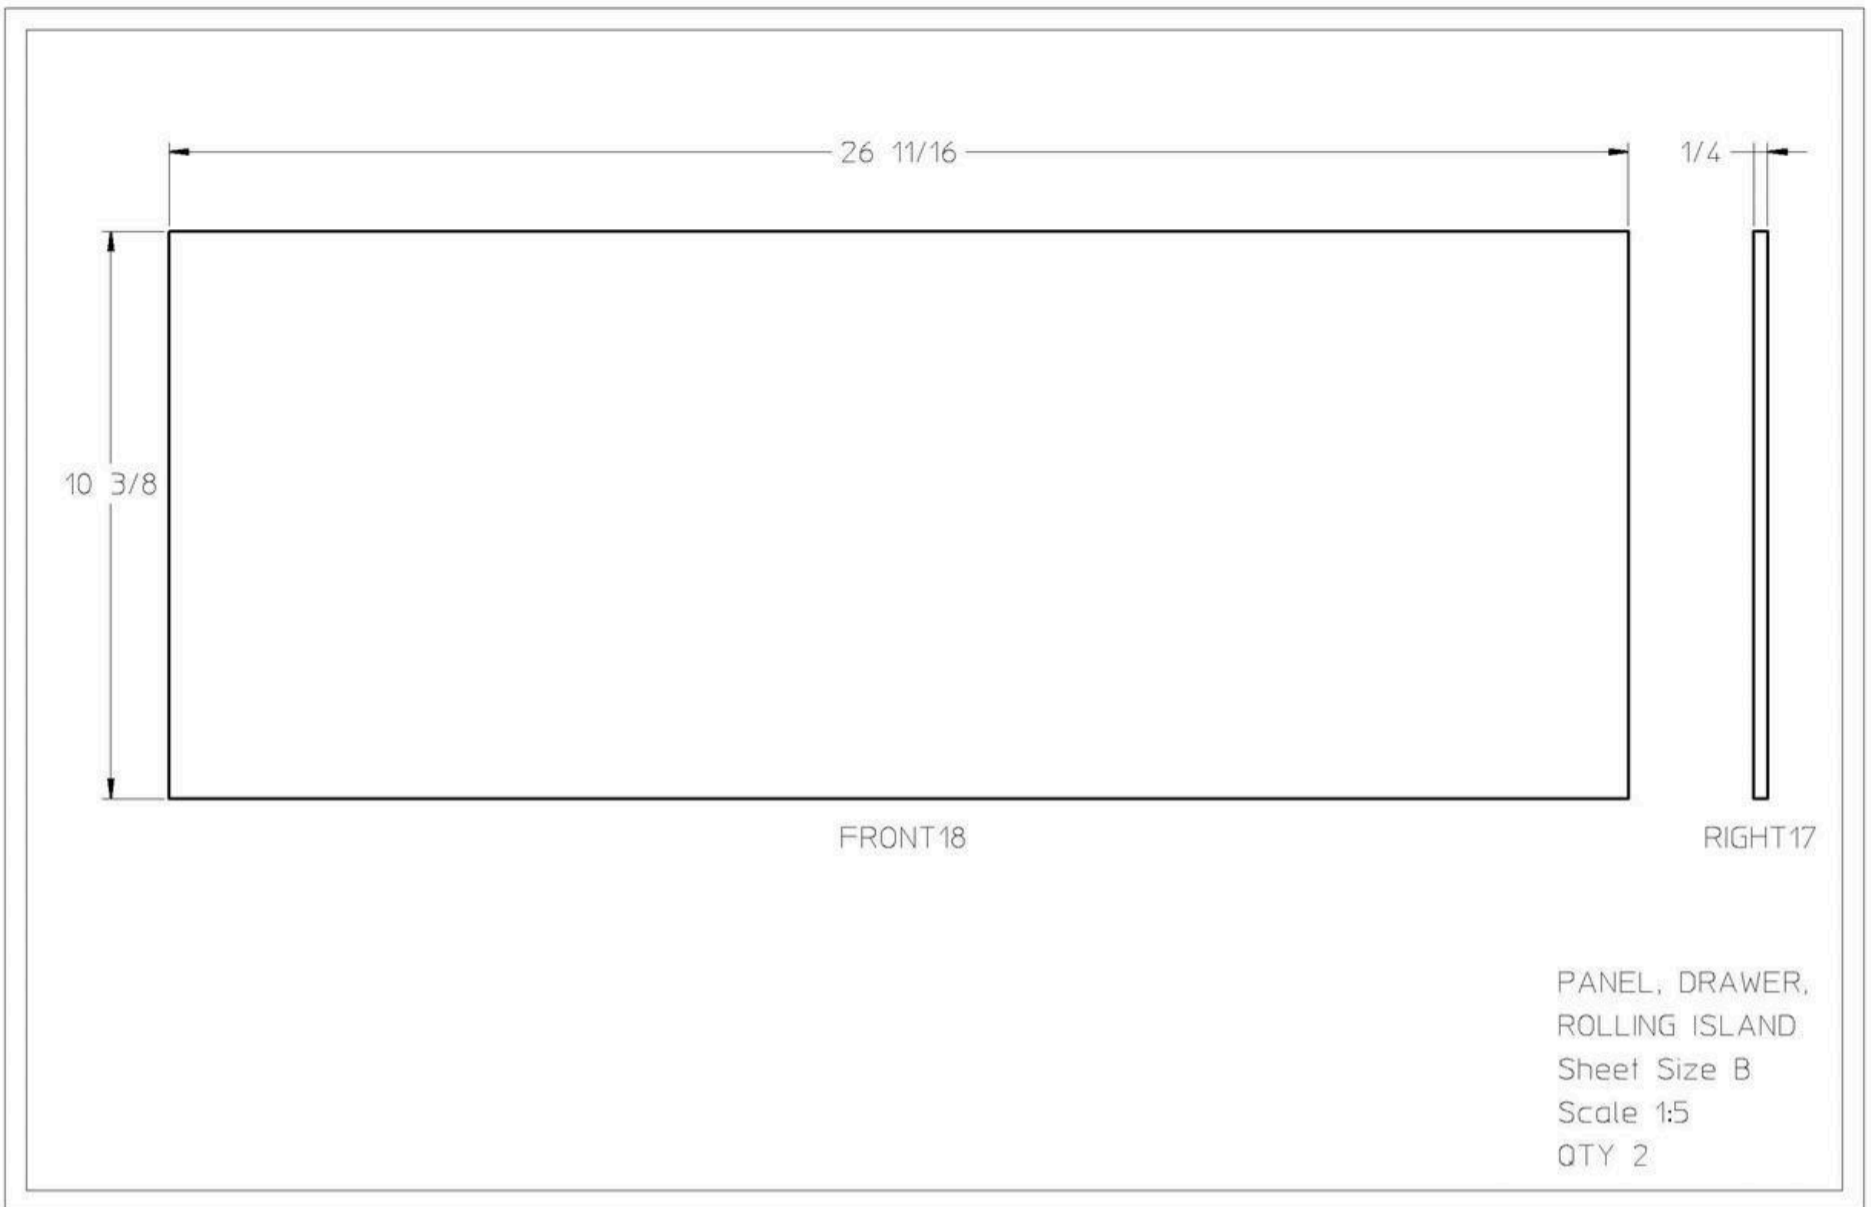 26 11/16
1/4
10 3/8
FRONT18
RIGHT17
PANEL, DRAWER,
ROLLING ISLAND
Sheet Size B
Scale 1:5
QTY 2